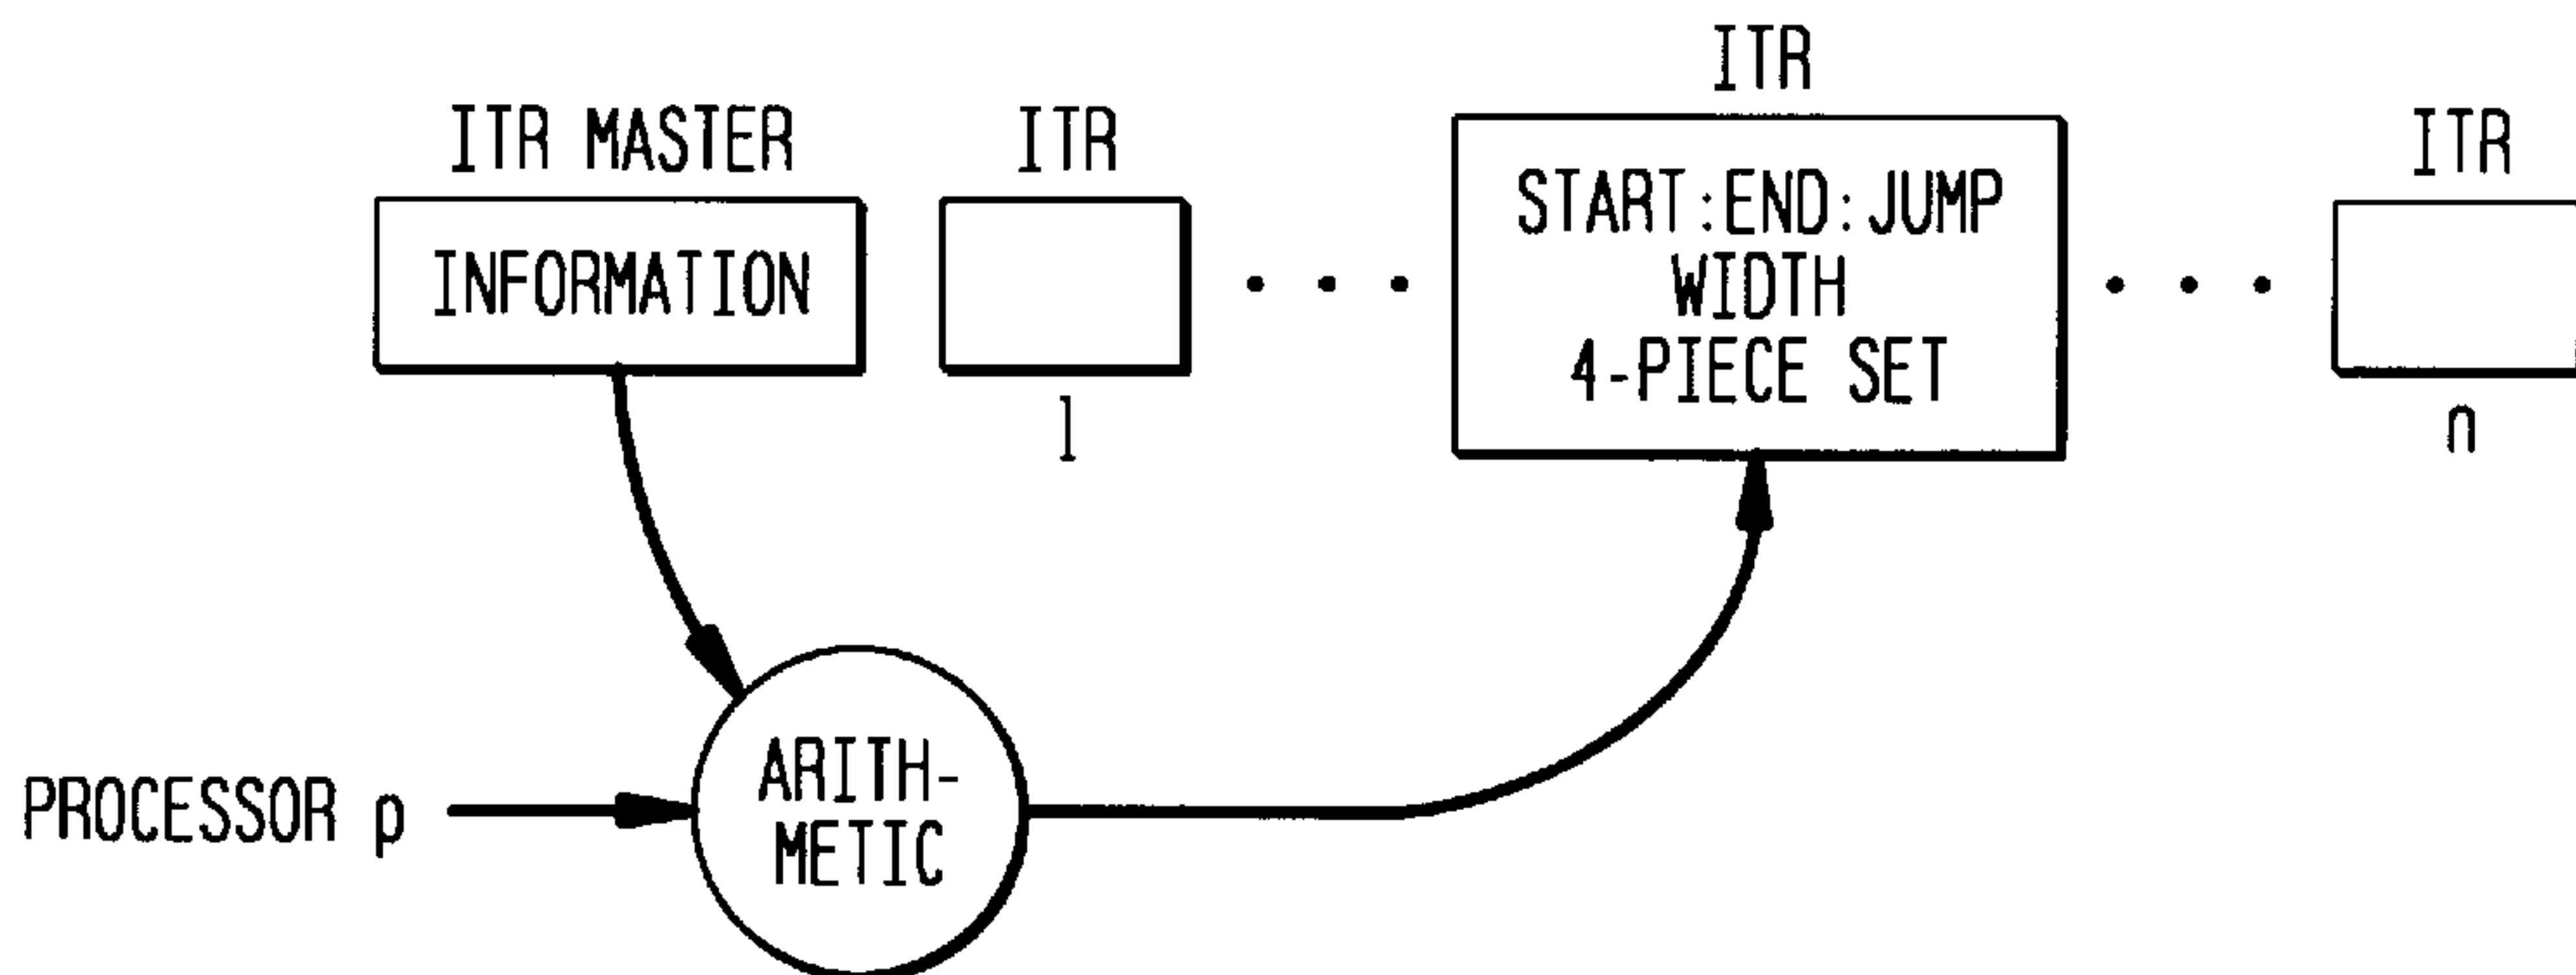 ITR MASTER
INFORMATION
ITR
1
ITR
START:END:JUMP
WIDTH
4-PIECE SET
ITR
n
PROCESSOR p
ARITH-
METIC